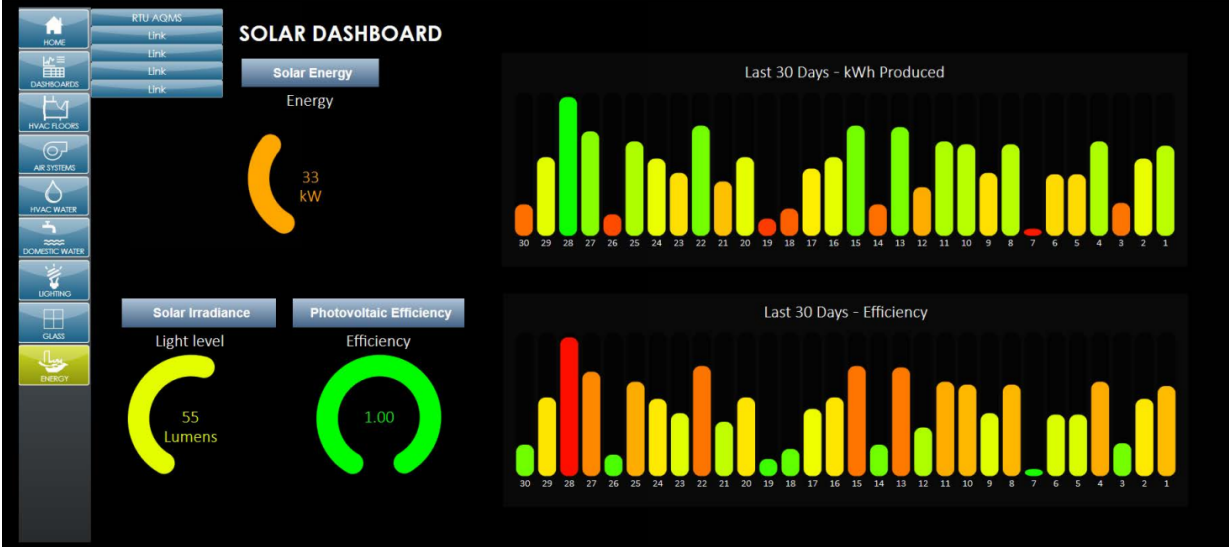 HOME
DASHBOARDS
HVAC FLOORS
AIR SYSTEMS
HVAC WATER
DOMESTIC WATER
LIGHTING
GLASS
ENERGY
RTU AQMS
Link
Link
Link
Link
SOLAR DASHBOARD
Solar Energy
Energy
33
kW
Solar Irradiance
Light level
55
Lumens
Photovoltaic Efficiency
Efficiency
1.00
Last 30 Days - kWh Produced
30 29 28 27 26 25 24 23 22 21 20 19 18 17 16 15 14 13 12 11 10 9 8 7 6 5 4 3 2 1
Last 30 Days - Efficiency
30 29 28 27 26 25 24 23 22 21 20 19 18 17 16 15 14 13 12 11 10 9 8 7 6 5 4 3 2 1